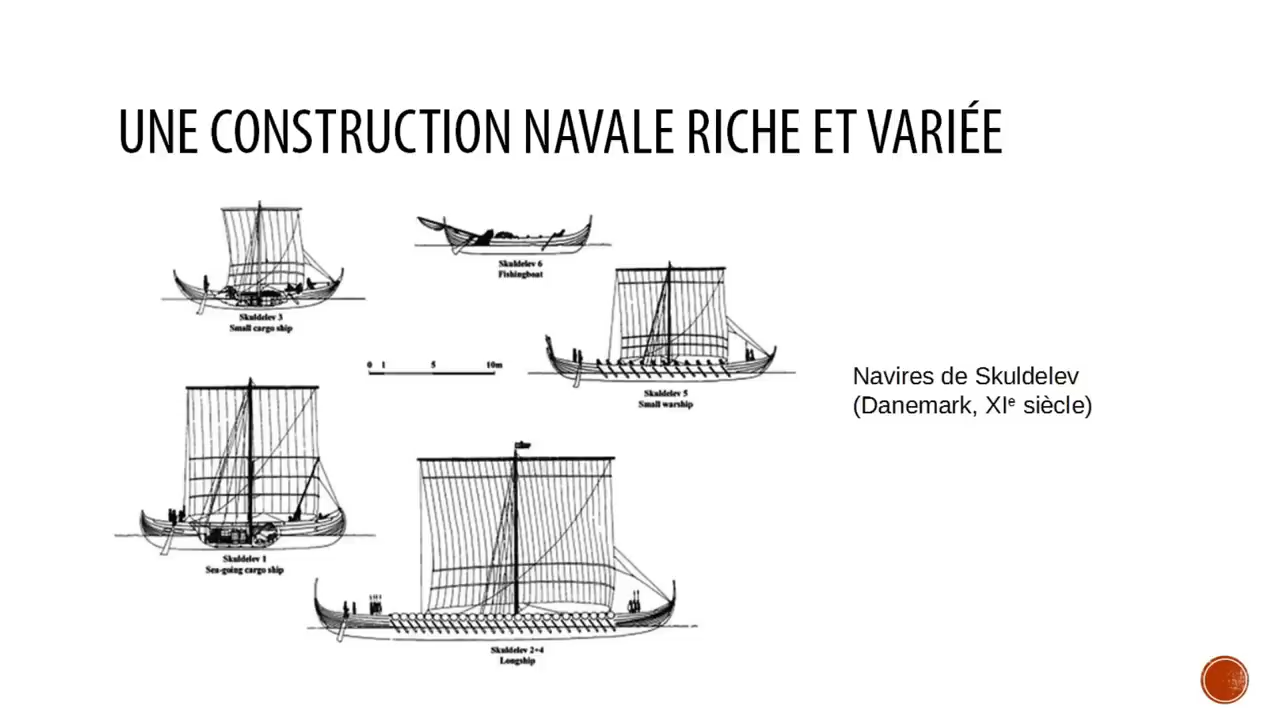 UNE CONSTRUCTION NAVALE RICHE ET VARIÉE
Skuldelev 6
Fishingboat
Skuldelev 3
Small cargo ship
0 1 5 10m
Skuldelev 5
Small warship
Navires de Skuldelev
(Danemark, XIe siècle)
Skuldelev 1
Sea-going cargo ship
Skuldelev 2+4
Longship